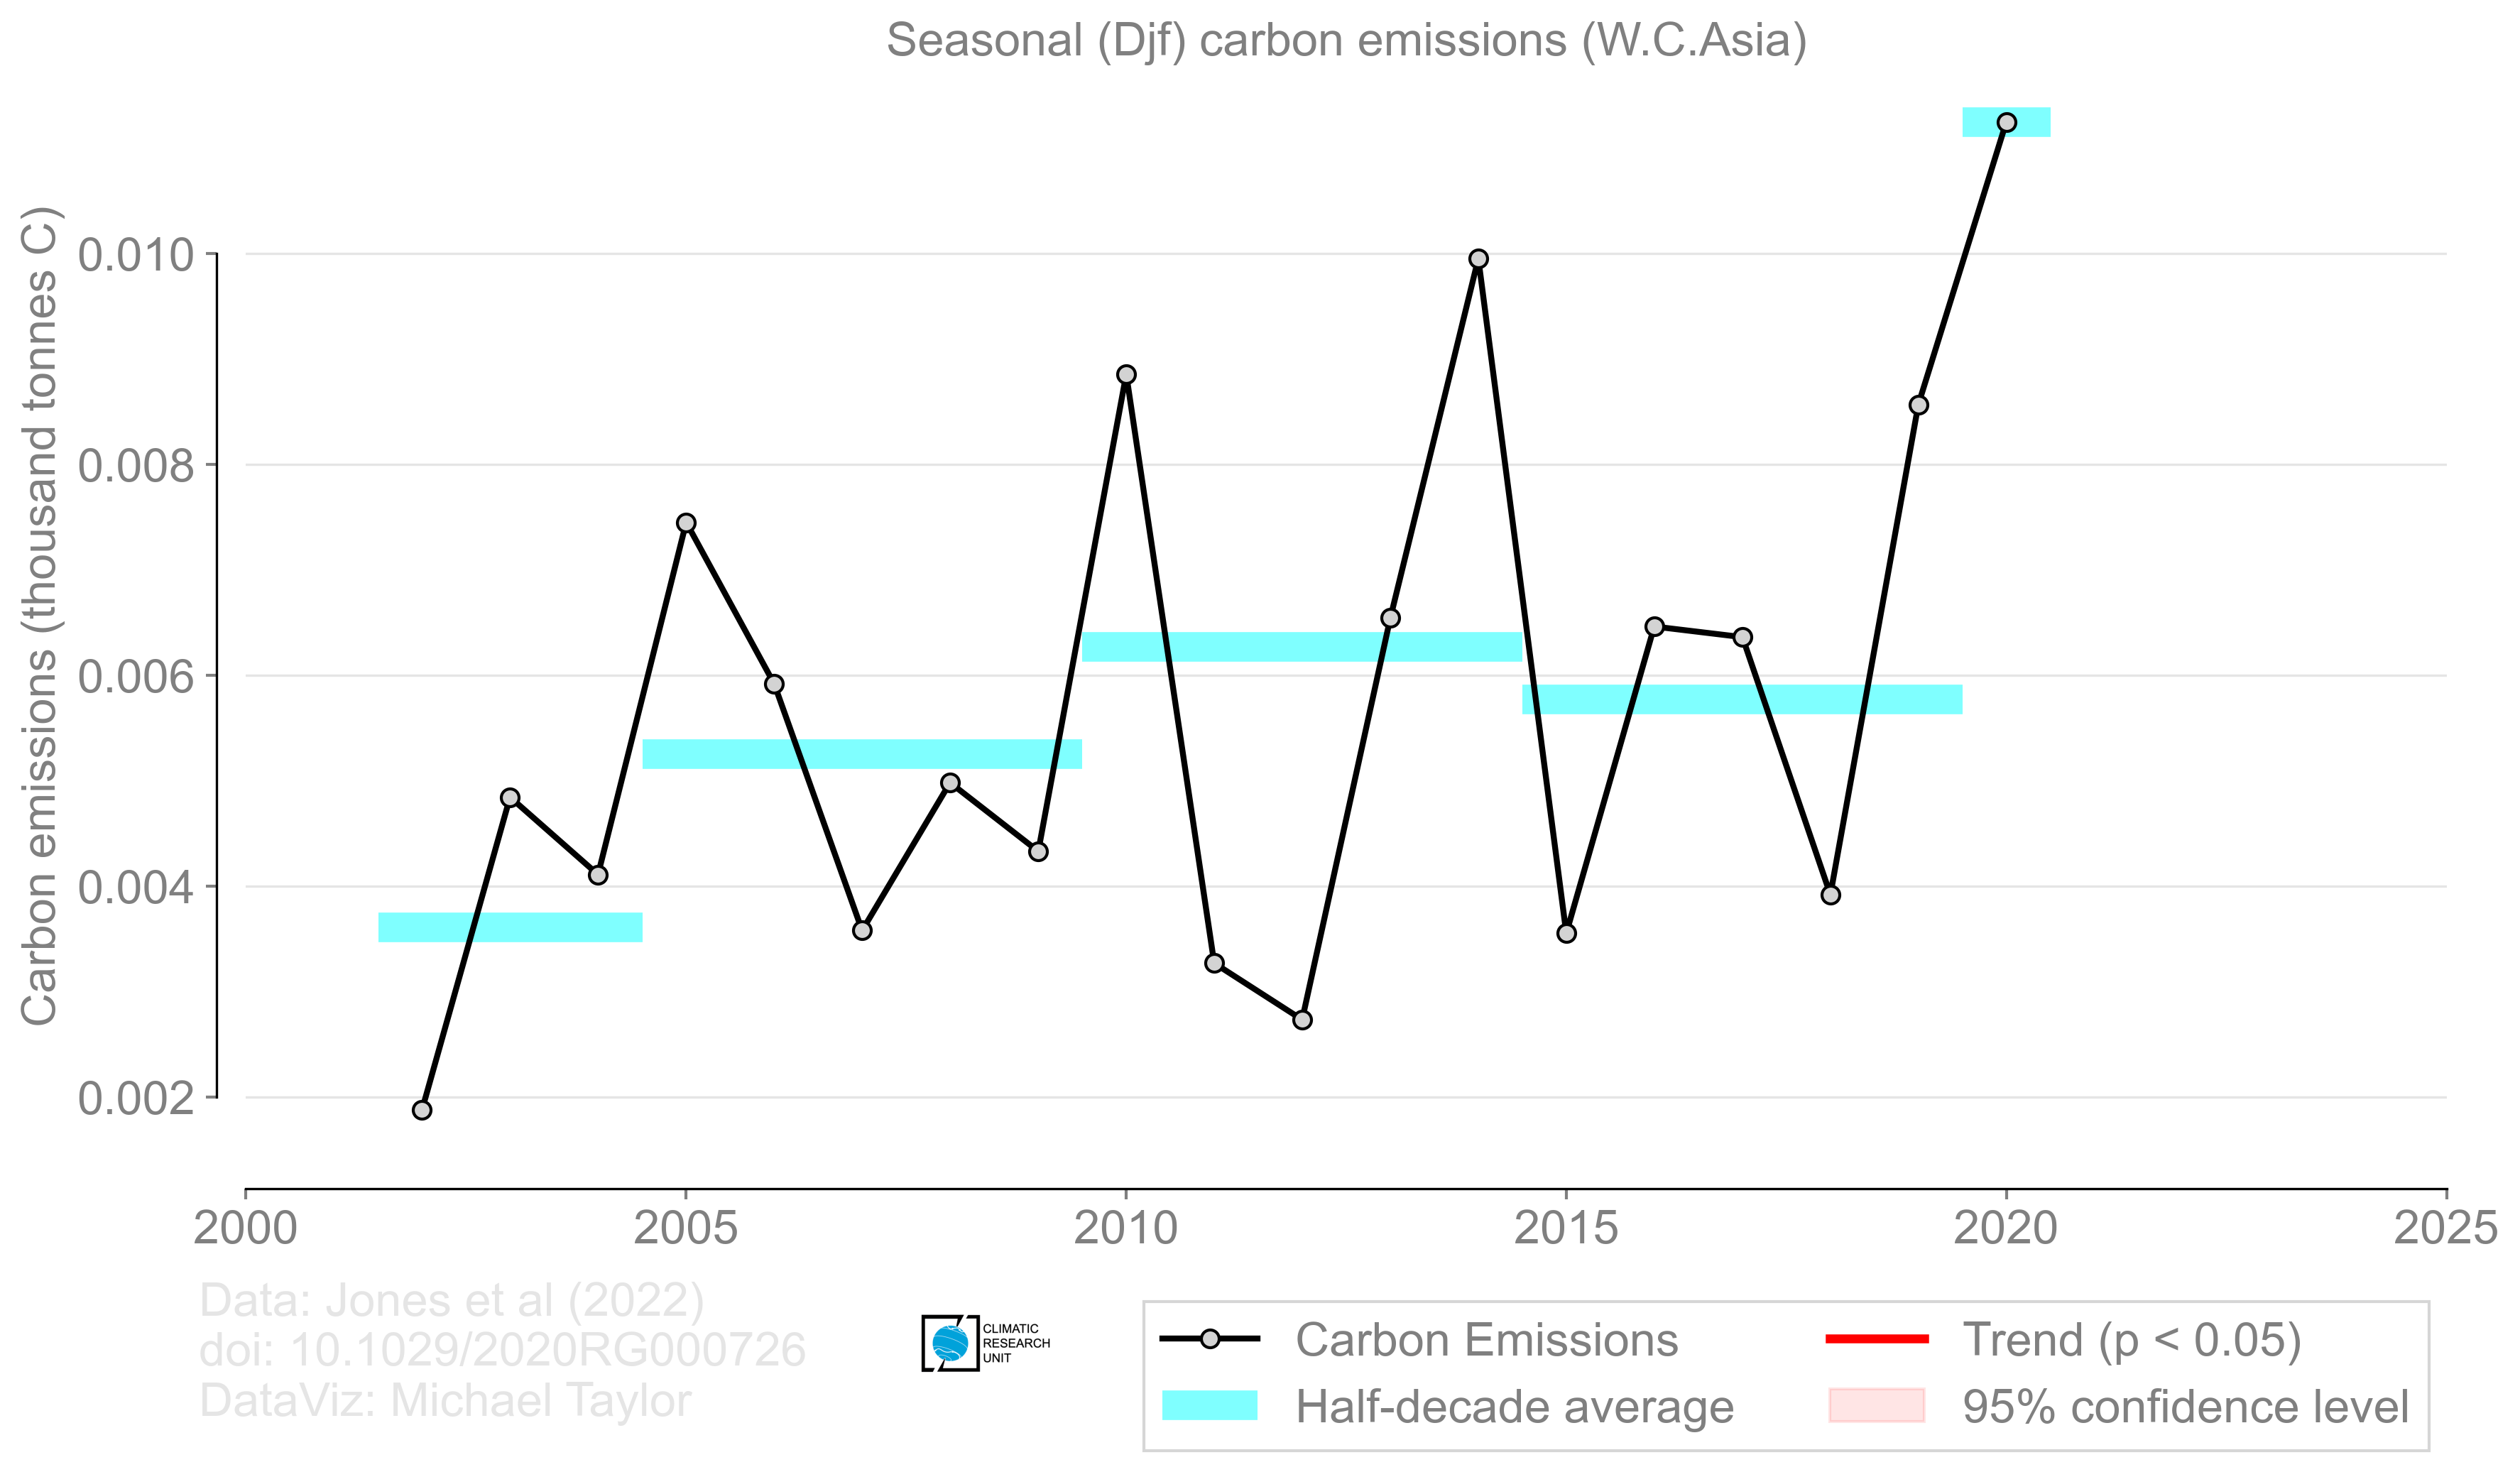 Seasonal (Djf) carbon emissions (W.C.Asia)
Carbon emissions (thousand tonnes C)
0.010
0.008
0.006
0.004
0.002
2000
2005
2010
2015
2020
2025
Data: Jones et al (2022)
doi: 10.1029/2020RG000726
DataViz: Michael Taylor
CLIMATIC
RESEARCH
UNIT
Carbon Emissions
Half-decade average
Trend (p < 0.05)
95% confidence level